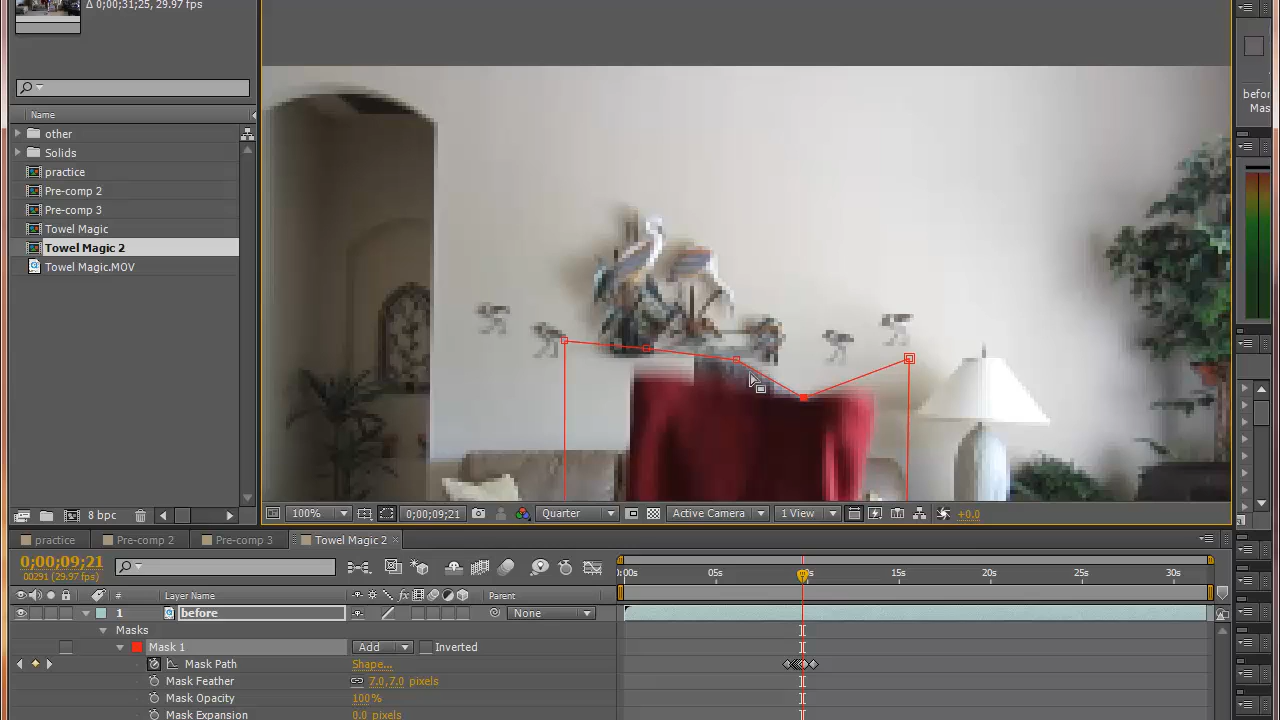 Δ 0;00;31;25, 29.97 fps
Name
other
Solids
practice
Pre-comp 2
Pre-comp 3
Towel Magic
Towel Magic 2
Towel Magic.MOV
8 bpc
100%
0;00;09;21
Quarter
Active Camera
1 View
+0.0
befor
Mas
practice
Pre-comp 2
Pre-comp 3
Towel Magic 2
0;00;09;21
00291 (29.97 fps)
# Layer Name
Parent
:00s 05s 15s 20s 25s 30s
1 before
None
Masks
Mask 1
Add
Inverted
Mask Path
Shape...
Mask Feather
7.0,7.0 pixels
Mask Opacity
100%
Mask Expansion
0.0 pixels